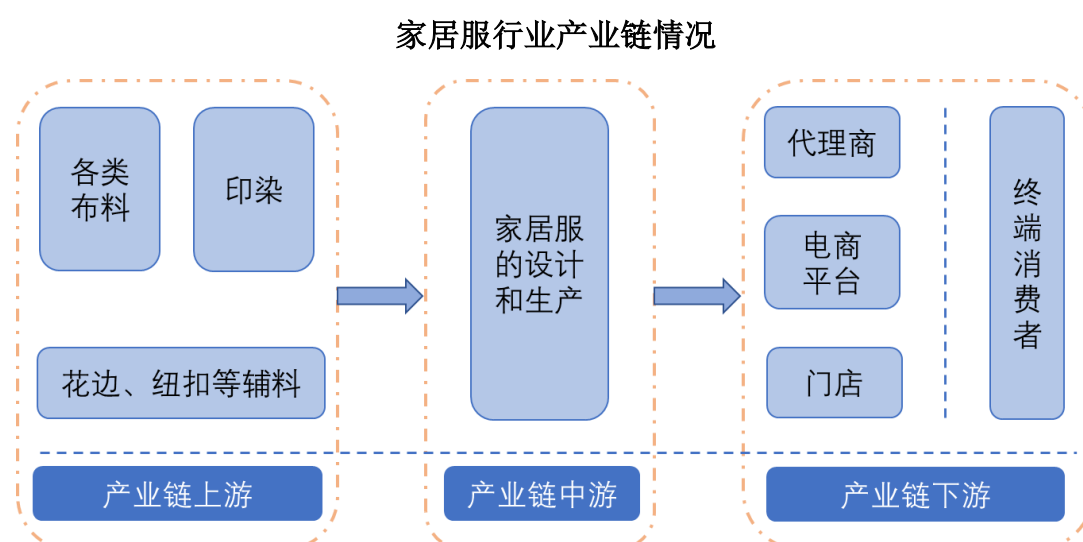 家居服行业产业链情况
各类
布料
印染
花边、纽扣等辅料
产业链上游
家居服
的设计
和生产
产业链中游
代理商
电商
平台
门店
终
端
消
费
者
产业链下游